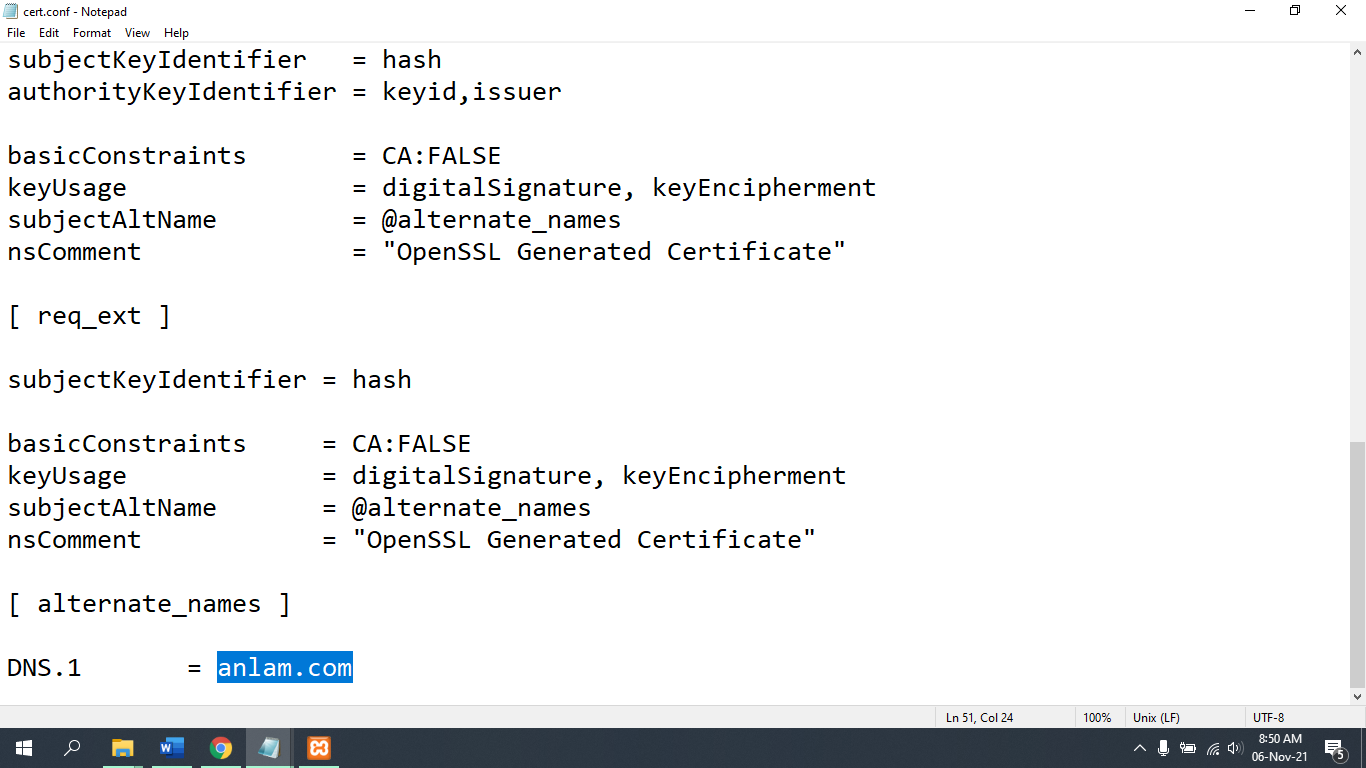 cert.conf - Notepad
File Edit Format View Help
subjectKeyIdentifier   = hash
authorityKeyIdentifier = keyid,issuer
basicConstraints       = CA:FALSE
keyUsage               = digitalSignature, keyEncipherment
subjectAltName         = @alternate_names
nsComment              = "OpenSSL Generated Certificate"
[ req_ext ]
subjectKeyIdentifier = hash
basicConstraints     = CA:FALSE
keyUsage             = digitalSignature, keyEncipherment
subjectAltName       = @alternate_names
nsComment            = "OpenSSL Generated Certificate"
[ alternate_names ]
DNS.1       = anlam.com
Ln 51, Col 24 100% Unix (LF) UTF-8
8:50 AM
06-Nov-21
5